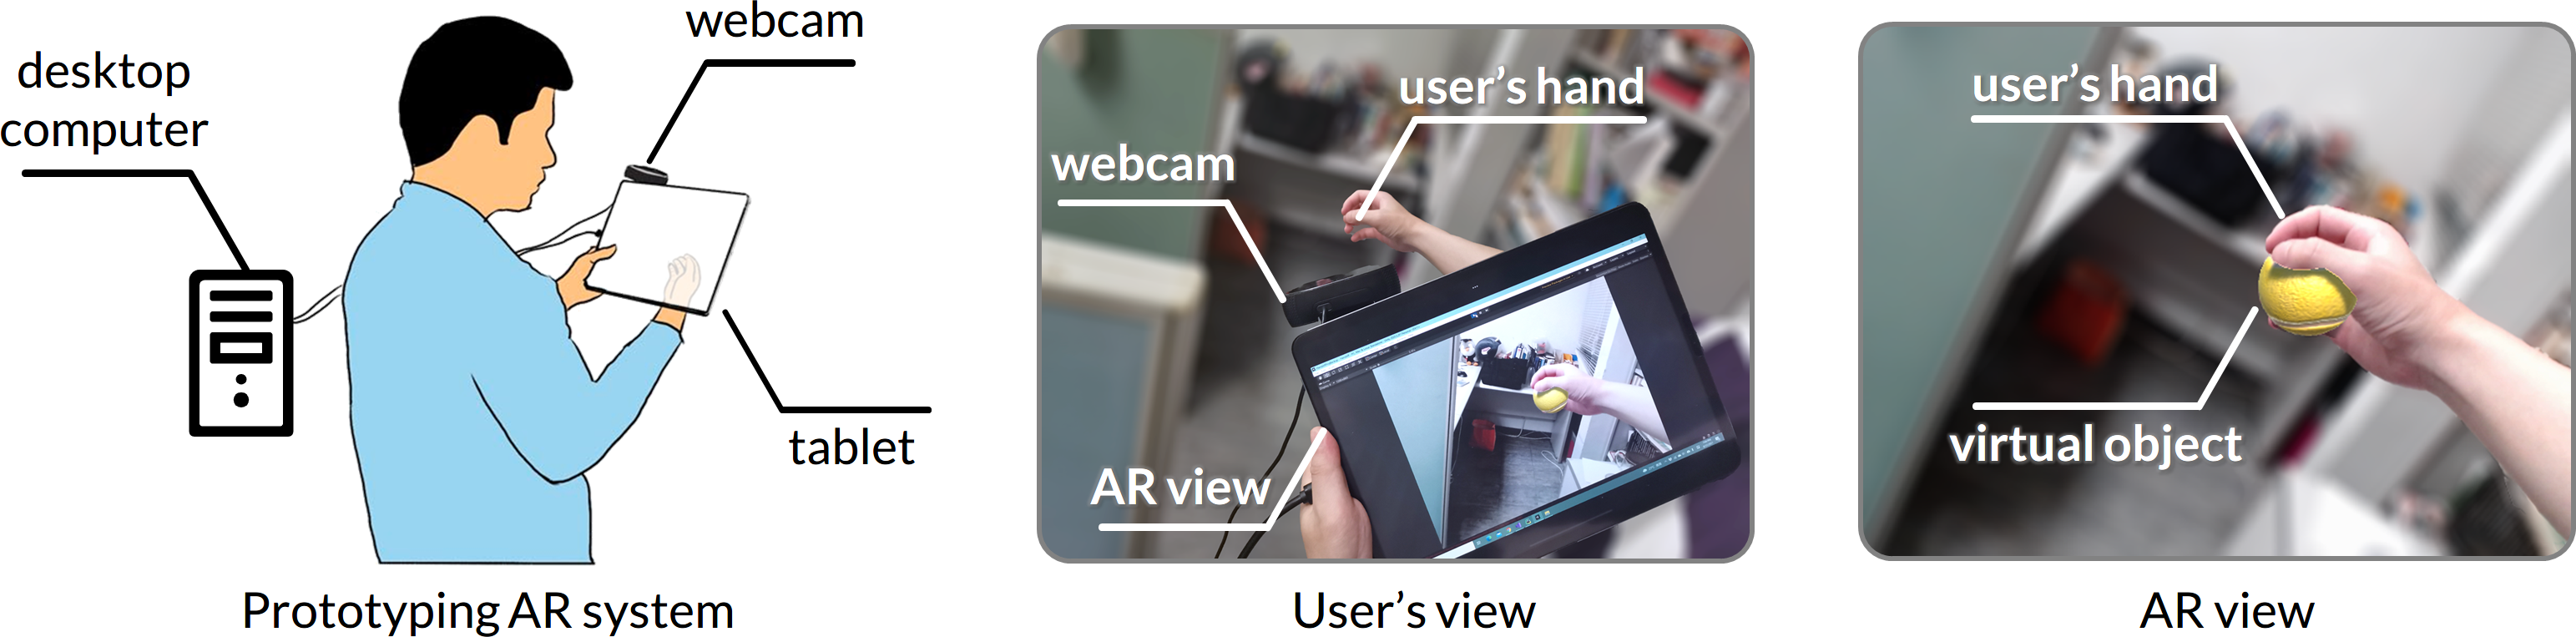 webcam
desktop
computer
tablet
Prototyping AR system
user's hand
webcam
AR view
User's view
user's hand
virtual object
AR view